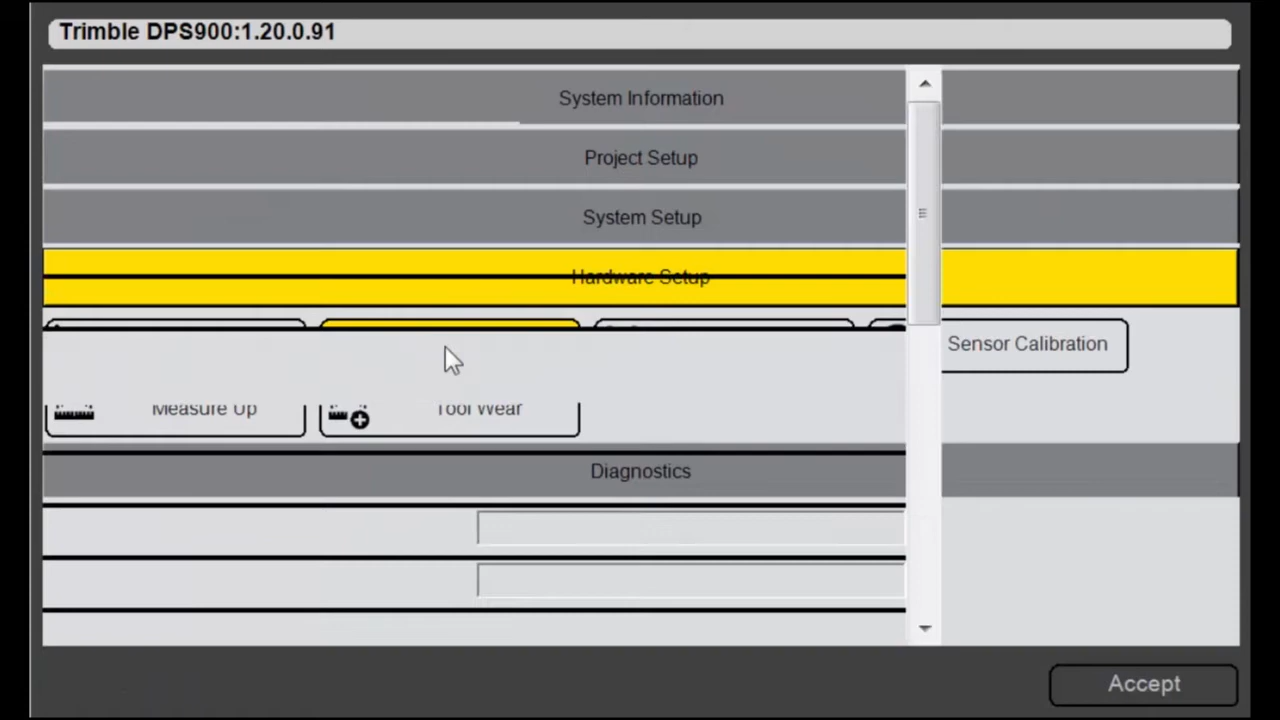 Trimble DPS900:1.20.0.91
System Information
Project Setup
System Setup
Hardware Setup
Sensor Calibration
Measure Up
Tool Wear
Diagnostics
Accept